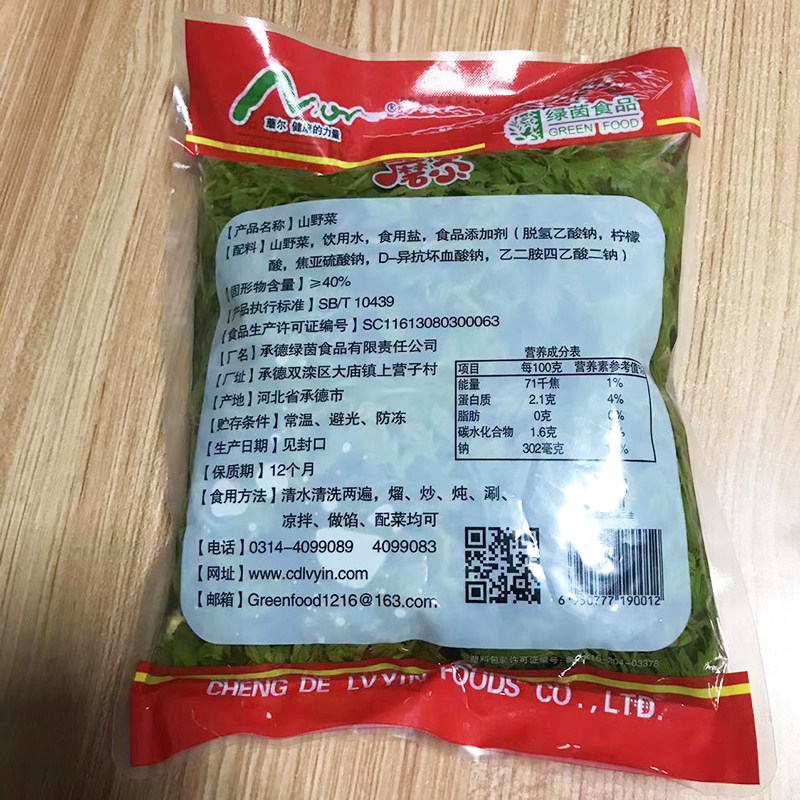 蕭尔 健康的力量
®
绿茵食品
GREEN FOOD
蘑
【产品名称】山野菜
【配料】山野菜，饮用水，食用盐，食品添加剂（脱氢乙酸钠，柠檬
酸，焦亚硫酸钠，D-异抗坏血酸钠，乙二胺四乙酸二钠）
【固形物含量】≥40%
【产品执行标准】SB/T 10439
【食品生产许可证编号】SC11613080300063
【厂名】承德绿茵食品有限责任公司
【厂址】承德双滦区大庙镇上营子村
【产地】河北省承德市
【贮存条件】常温、避光、防冻
【生产日期】见封口
【保质期】12个月
【食用方法】清水清洗两遍，熘、炒、炖、涮、
凉拌、做馅、配菜均可
【电话】0314-4099089 4099083
【网址】www.cdlvyin.com
【邮箱】Greenfood1216@163.com
营养成分表
项目 每100克 营养素参考值%
能量 71千焦 1%
蛋白质 2.1克 4%
脂肪 0克 0%
碳水化合物 1.6克
钠 302毫克
190012
CHENG DE LVYIN FOODS CO.,LTD.